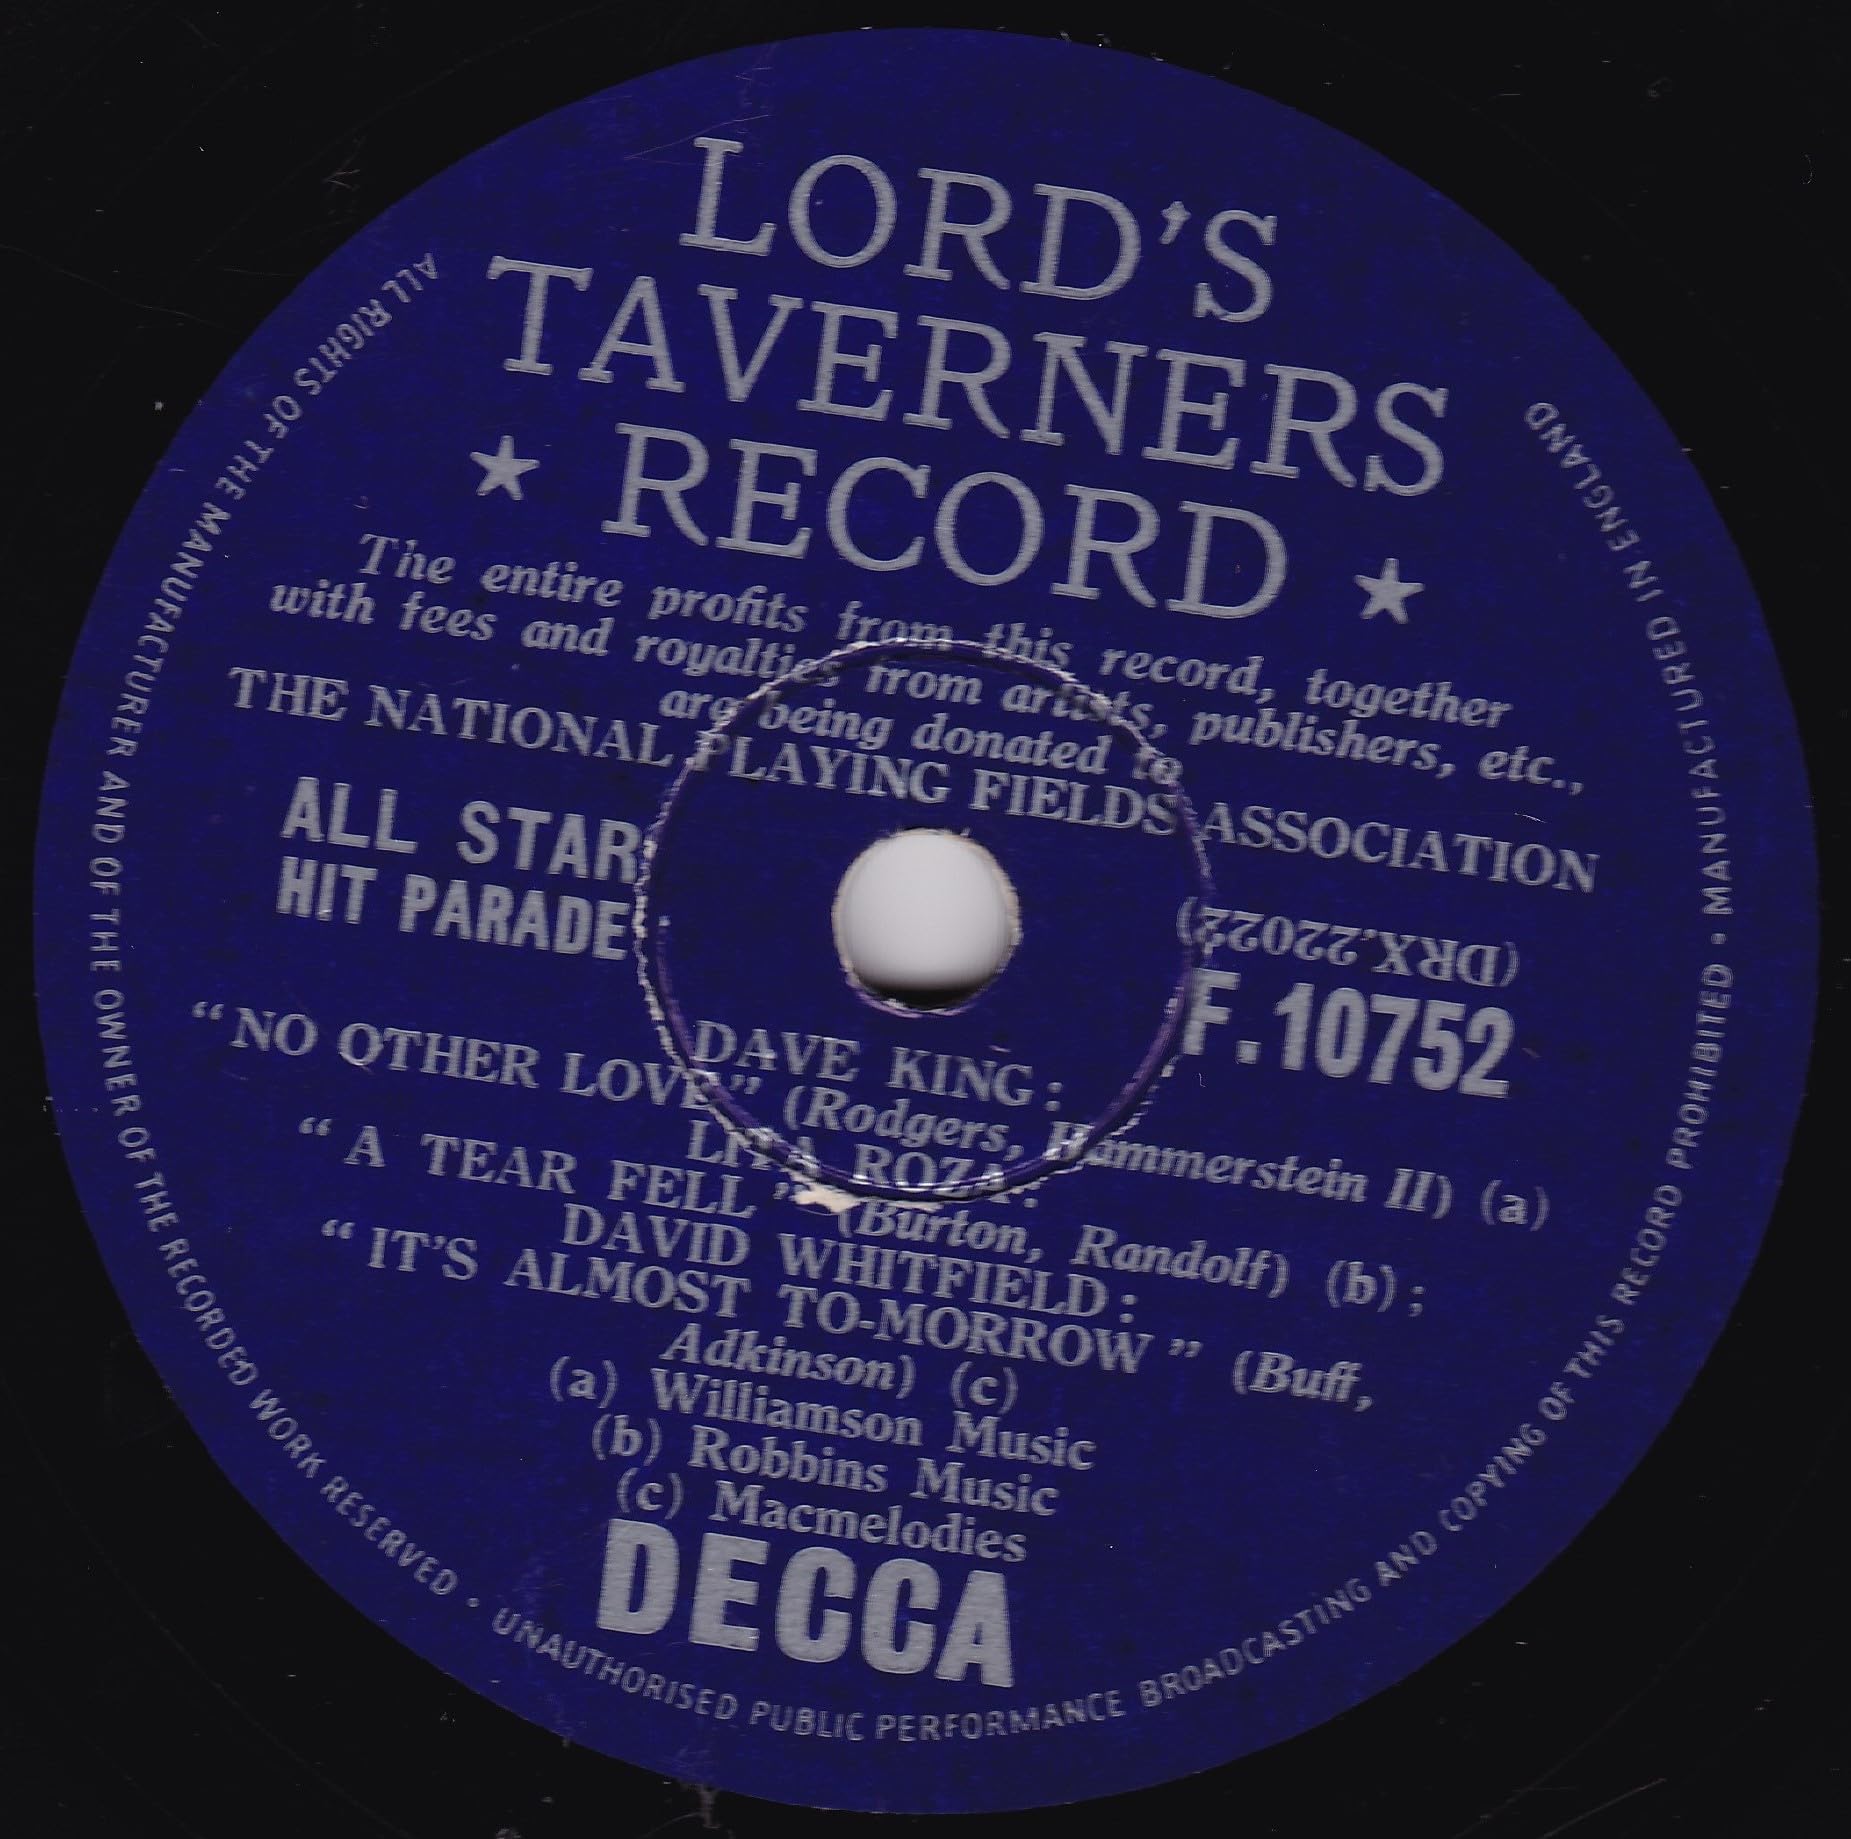 LORD'S
TAVERNERS
★ RECORD ★
The entire profits from this record, together
with fees and royalties from artists, publishers, etc.,
are being donated to
THE NATIONAL PLAYING FIELDS ASSOCIATION
ALL STAR
HIT PARADE
(DRX.22022)
F.10752
DAVE KING:
"NO OTHER LOVE" (Rodgers, Hammerstein II) (a)
LITA ROZA:
"A TEAR FELL" (Burton, Randolf) (b);
DAVID WHITFIELD:
"IT'S ALMOST TO-MORROW" (Buff,
Adkinson) (c)
(a) Williamson Music
(b) Robbins Music
(c) Macmelodies
DECCA
ALL RIGHTS OF THE MANUFACTURER AND OF THE OWNER OF THE RECORDED WORK RESERVED • UNAUTHORISED PUBLIC PERFORMANCE BROADCASTING AND COPYING OF THIS RECORD PROHIBITED • MANUFACTURED IN ENGLAND